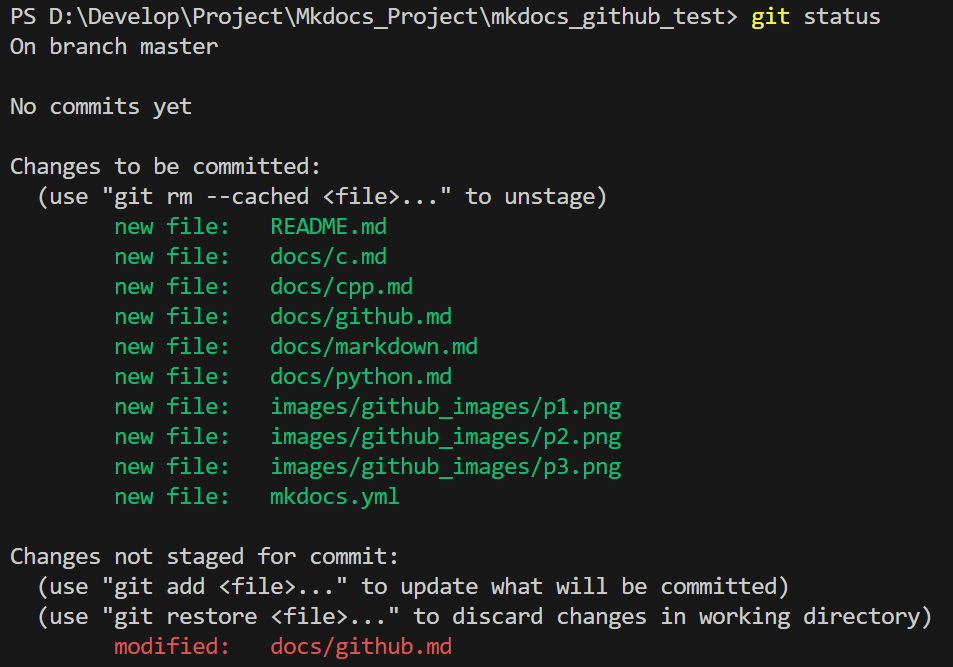 PS D:\Develop\Project\Mkdocs_Project\mkdocs_github_test> git status
On branch master
No commits yet
Changes to be committed:
  (use "git rm --cached <file>..." to unstage)
        new file:   README.md
        new file:   docs/c.md
        new file:   docs/cpp.md
        new file:   docs/github.md
        new file:   docs/markdown.md
        new file:   docs/python.md
        new file:   images/github_images/p1.png
        new file:   images/github_images/p2.png
        new file:   images/github_images/p3.png
        new file:   mkdocs.yml
Changes not staged for commit:
  (use "git add <file>..." to update what will be committed)
  (use "git restore <file>..." to discard changes in working directory)
        modified:   docs/github.md